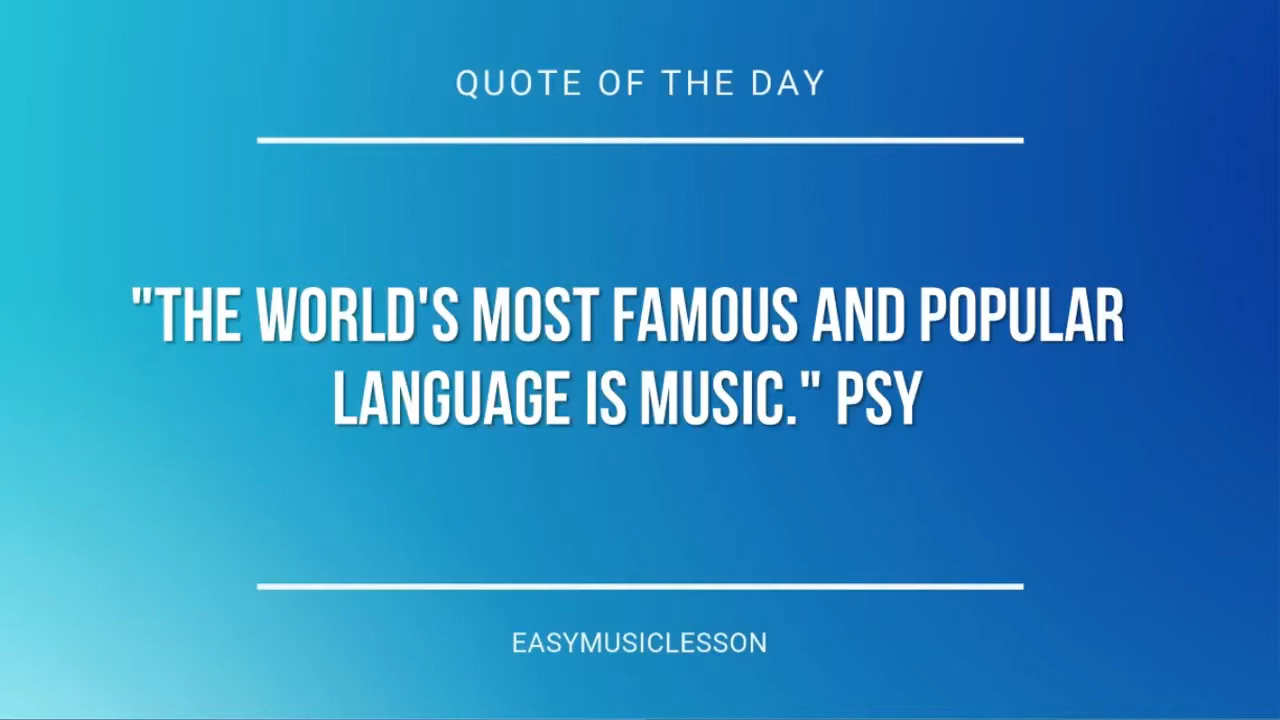 QUOTE OF THE DAY
"THE WORLD'S MOST FAMOUS AND POPULAR
LANGUAGE IS MUSIC." PSY
EASYMUSICLESSON